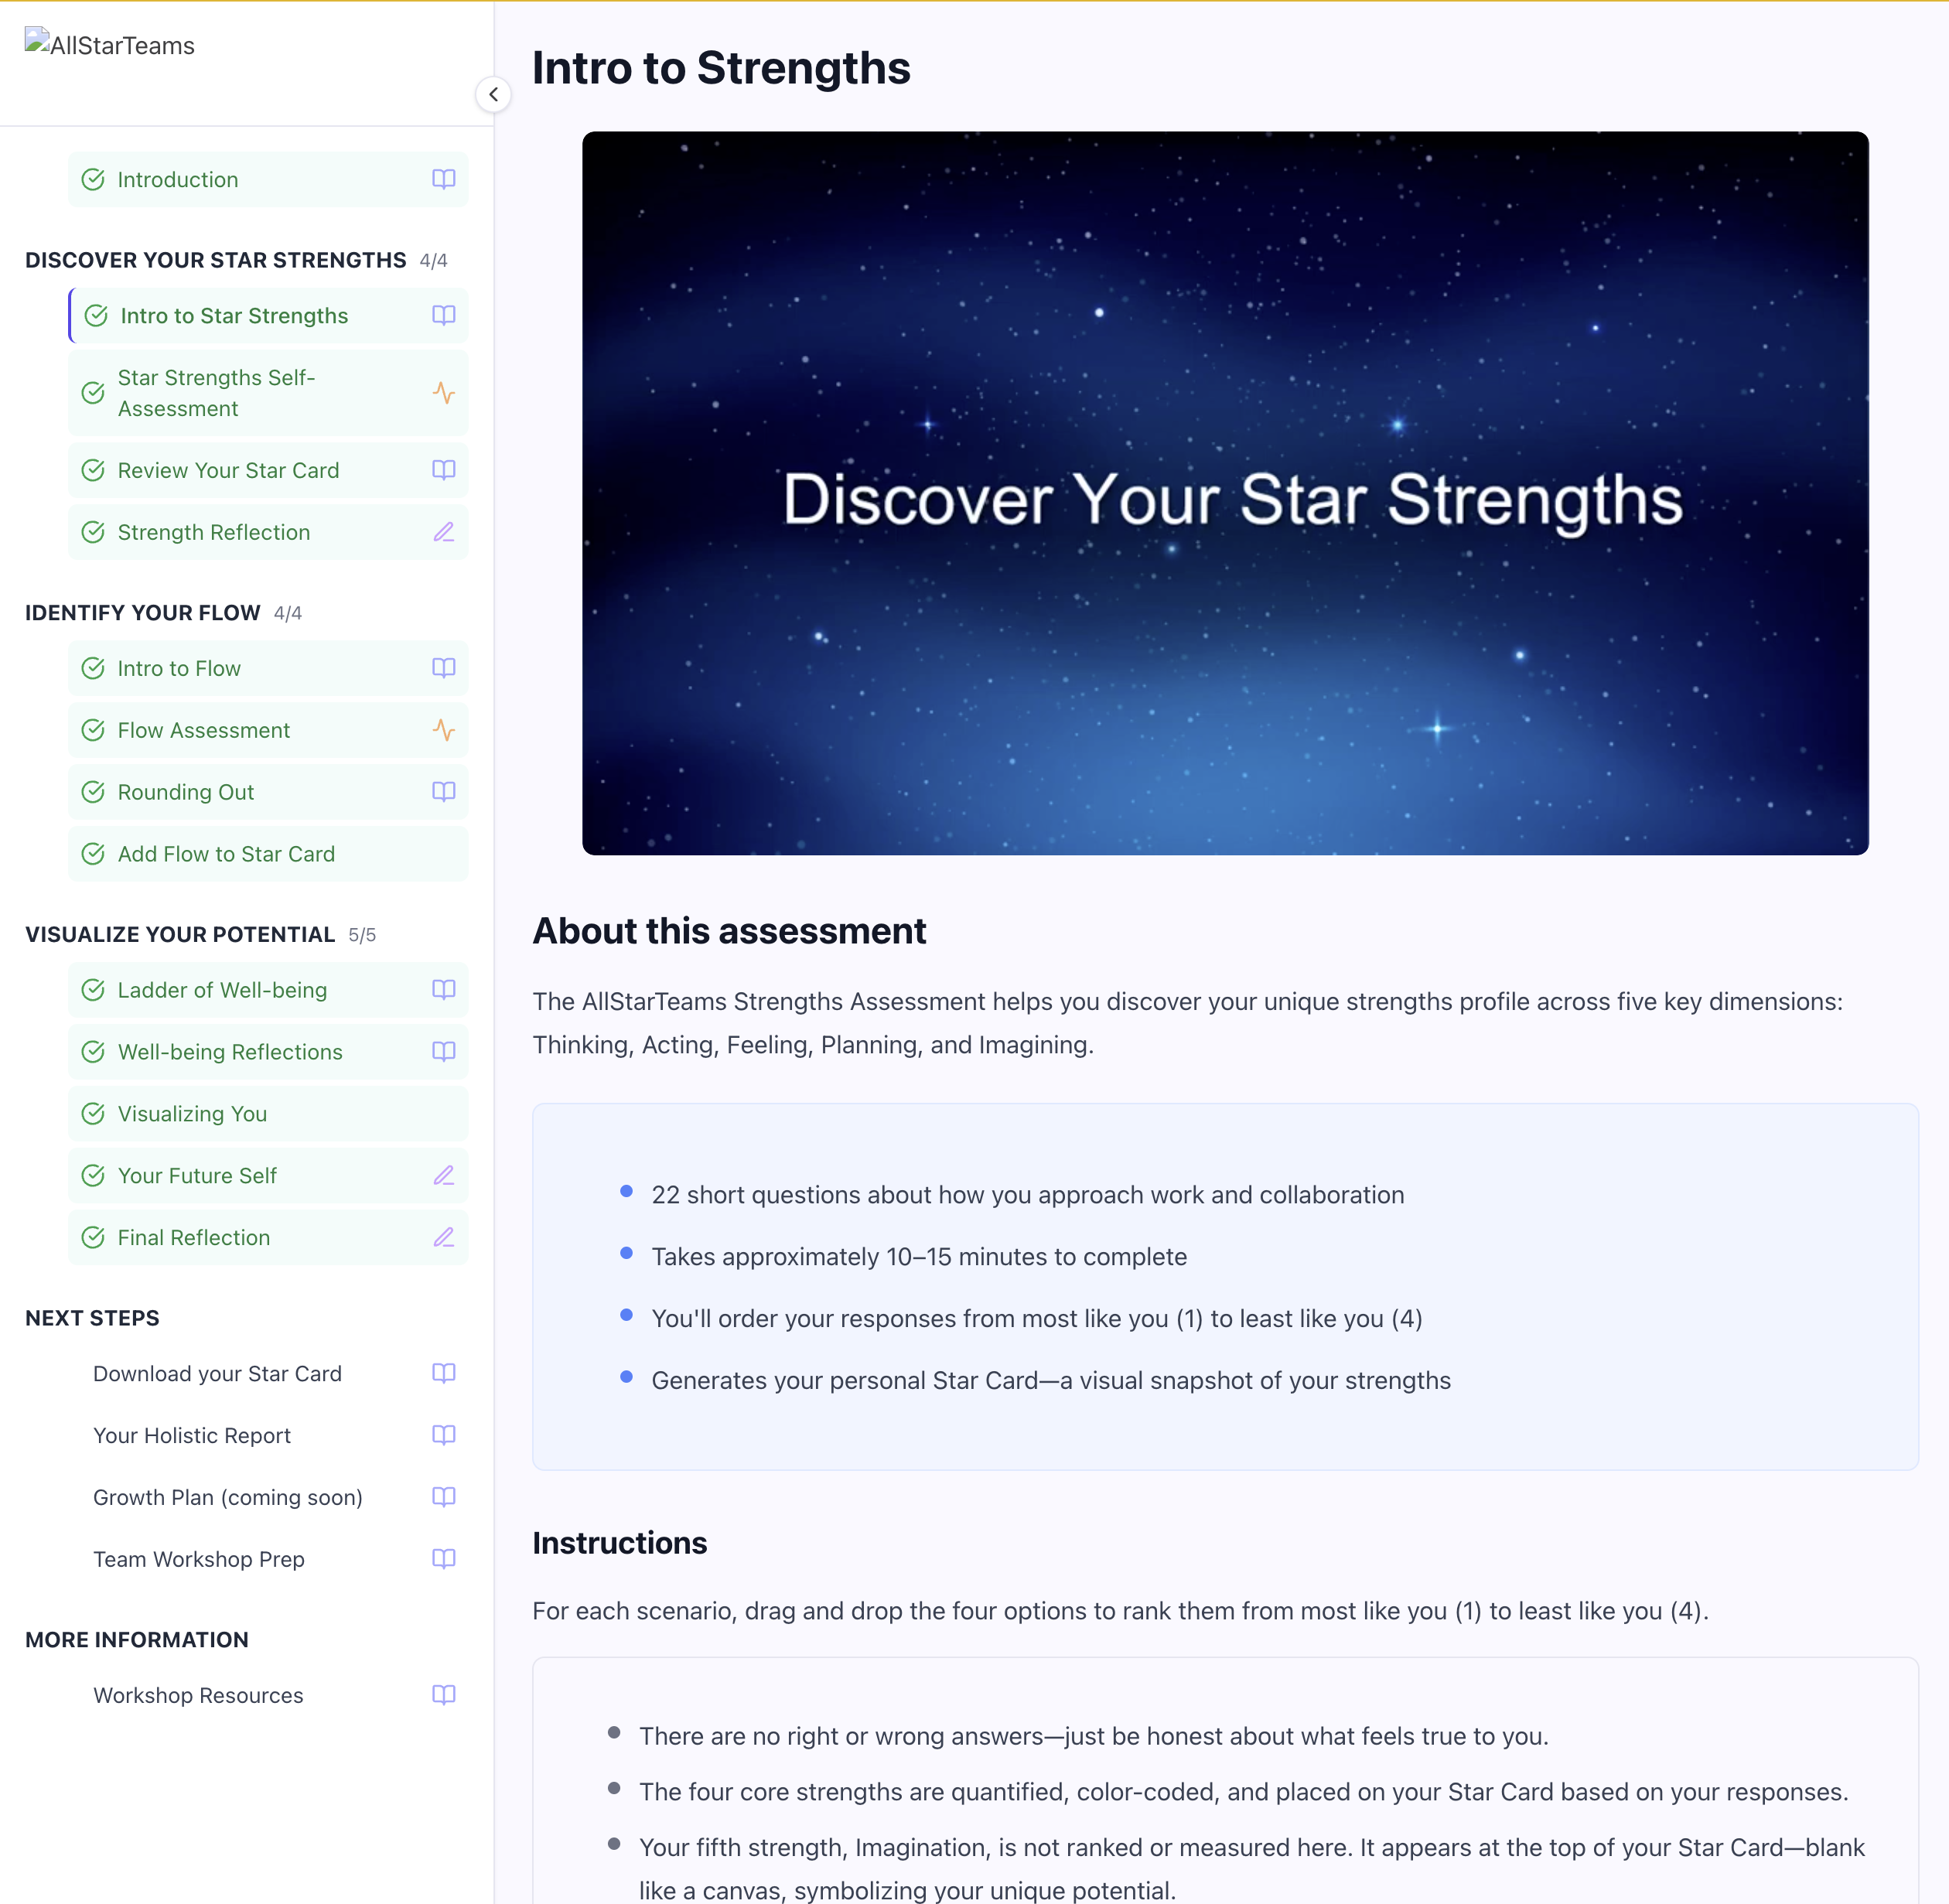 AllStarTeams
Introduction
DISCOVER YOUR STAR STRENGTHS 4/4
Intro to Star Strengths
Star Strengths Self-
Assessment
Review Your Star Card
Strength Reflection
IDENTIFY YOUR FLOW 4/4
Intro to Flow
Flow Assessment
Rounding Out
Add Flow to Star Card
VISUALIZE YOUR POTENTIAL 5/5
Ladder of Well-being
Well-being Reflections
Visualizing You
Your Future Self
Final Reflection
NEXT STEPS
Download your Star Card
Your Holistic Report
Growth Plan (coming soon)
Team Workshop Prep
MORE INFORMATION
Workshop Resources
Intro to Strengths
Discover Your Star Strengths
About this assessment
The AllStarTeams Strengths Assessment helps you discover your unique strengths profile across five key dimensions:
Thinking, Acting, Feeling, Planning, and Imagining.
22 short questions about how you approach work and collaboration
Takes approximately 10–15 minutes to complete
You'll order your responses from most like you (1) to least like you (4)
Generates your personal Star Card—a visual snapshot of your strengths
Instructions
For each scenario, drag and drop the four options to rank them from most like you (1) to least like you (4).
There are no right or wrong answers—just be honest about what feels true to you.
The four core strengths are quantified, color-coded, and placed on your Star Card based on your responses.
Your fifth strength, Imagination, is not ranked or measured here. It appears at the top of your Star Card—blank
like a canvas, symbolizing your unique potential.